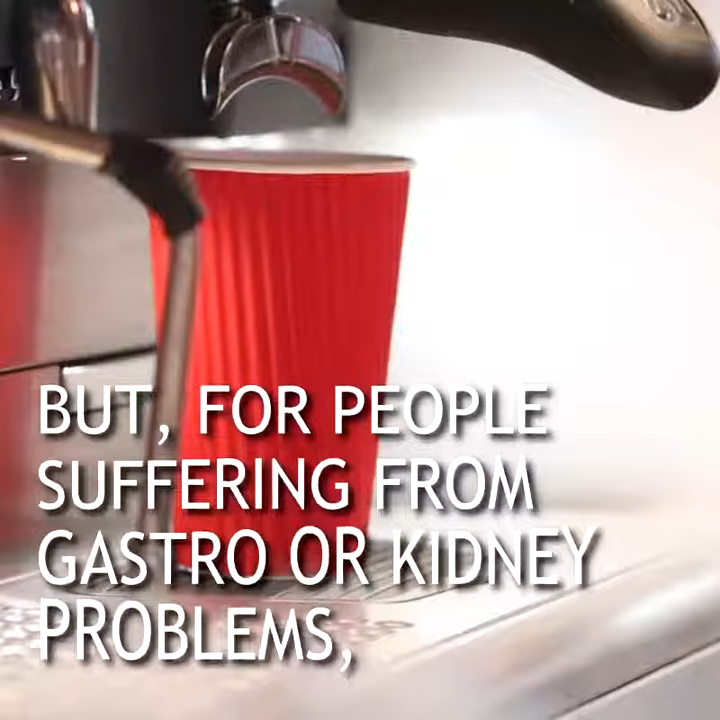 BUT, FOR PEOPLE
SUFFERING FROM
GASTRO OR KIDNEY
PROBLEMS,